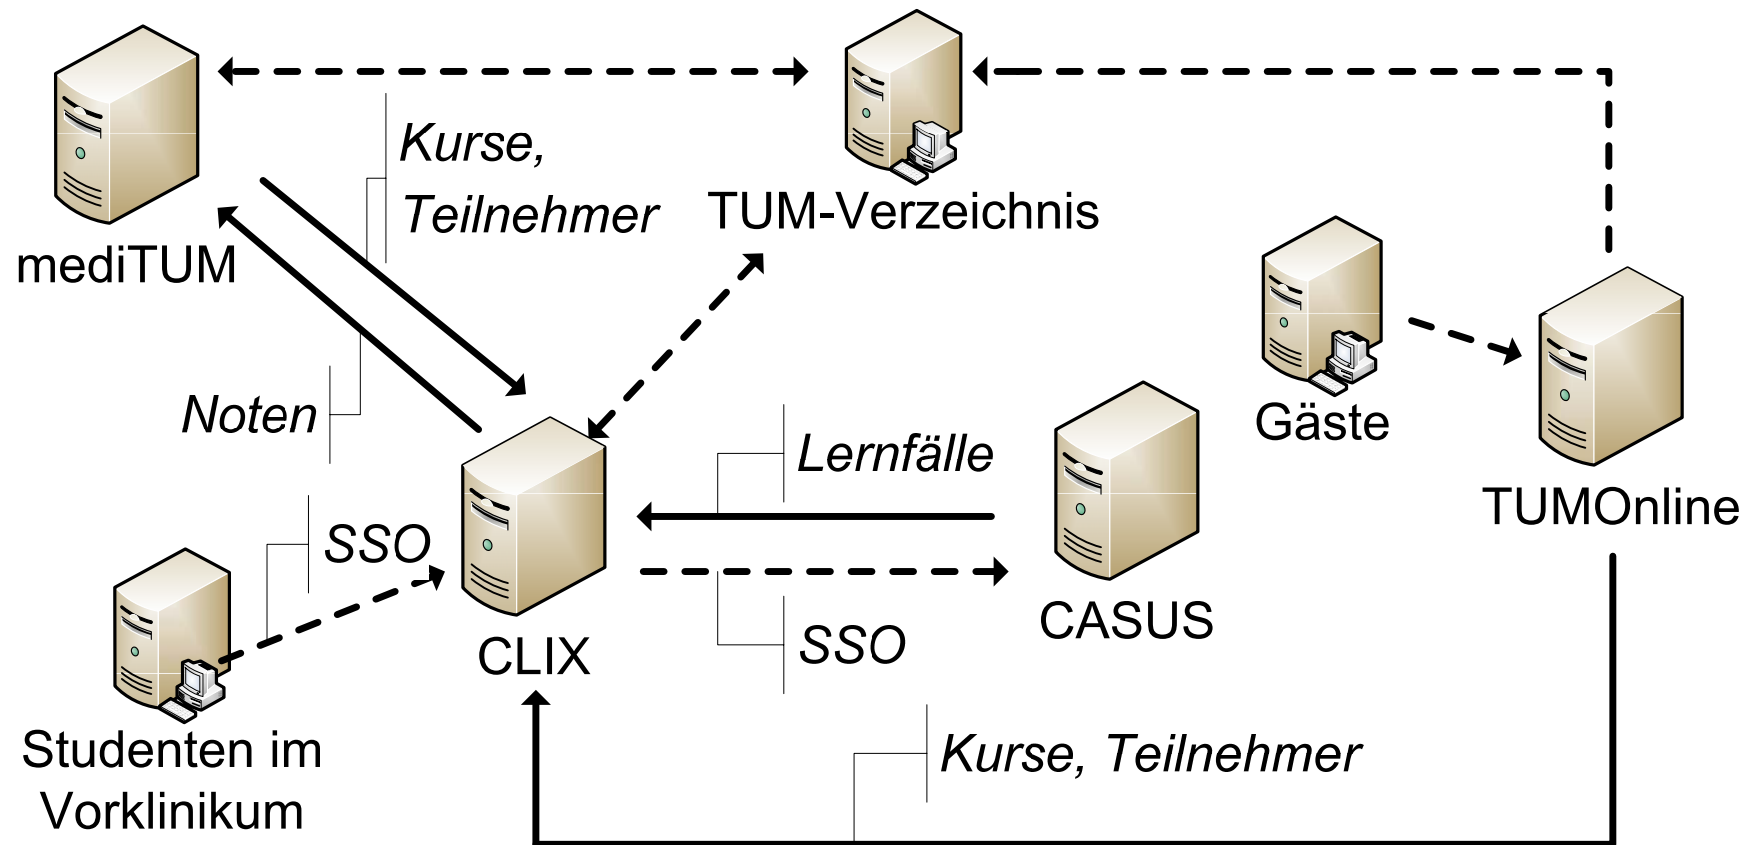 mediTUM
Kurse,
Teilnehmer
TUM-Verzeichnis
Noten
Gäste
TUMOnline
Lernfälle
SSO
CLIX
SSO
CASUS
Studenten im
Vorklinikum
Kurse, Teilnehmer